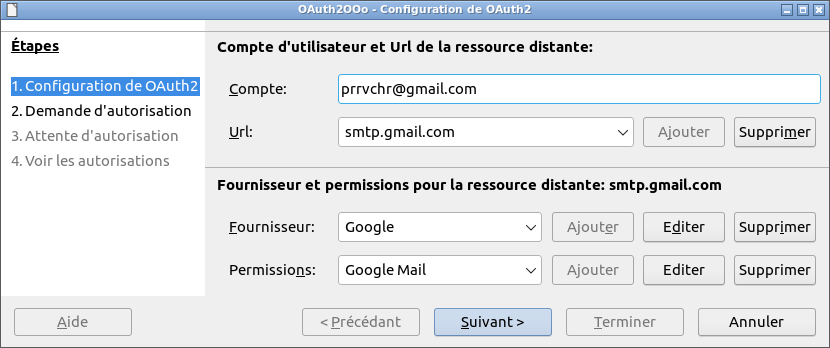 OAuth2OOo - Configuration de OAuth2
Étapes
1. Configuration de OAuth2
2. Demande d'autorisation
3. Attente d'autorisation
4. Voir les autorisations
Compte d'utilisateur et Url de la ressource distante:
Compte: prrvchr@gmail.com
Url: smtp.gmail.com Ajouter Supprimer
Fournisseur et permissions pour la ressource distante: smtp.gmail.com
Fournisseur: Google Ajouter Editer Supprimer
Permissions: Google Mail Ajouter Editer Supprimer
Aide < Précédant Suivant > Terminer Annuler